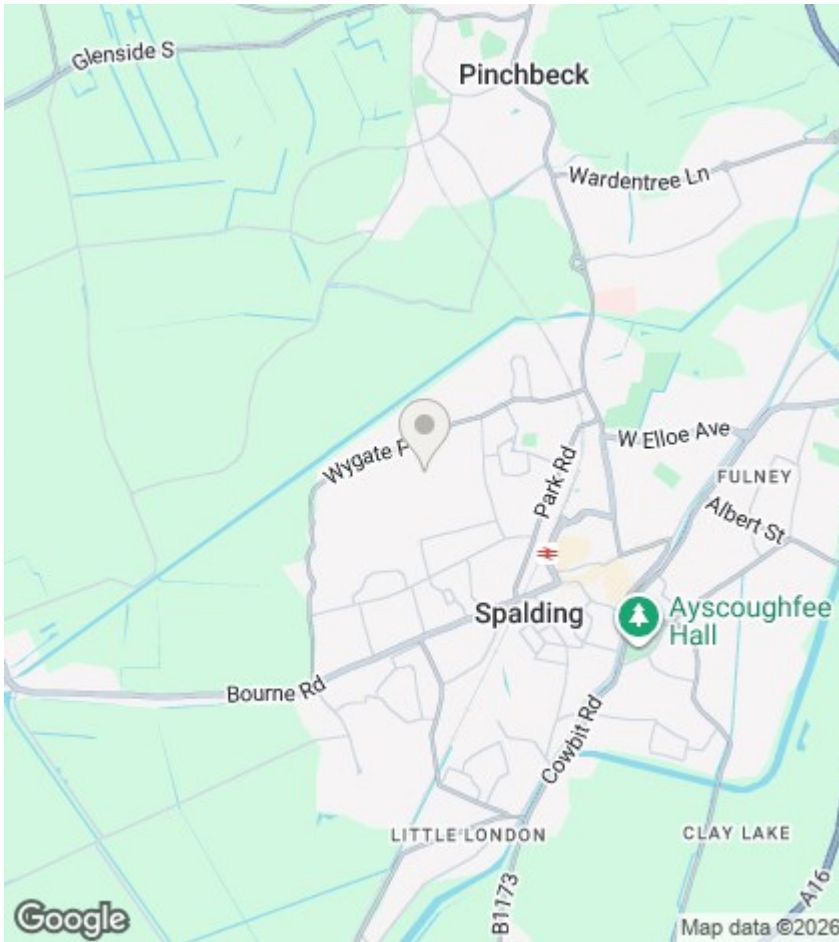 Glenside S
Pinchbeck
Wardentree Ln
Wygate P
W Elloe Ave
Park Rd
FULNEY
Albert St
Spalding
Ayscoughfee
Hall
Bourne Rd
Cowbit Rd
LITTLE LONDON
CLAY LAKE
B1173
A16
Google
Map data ©2026